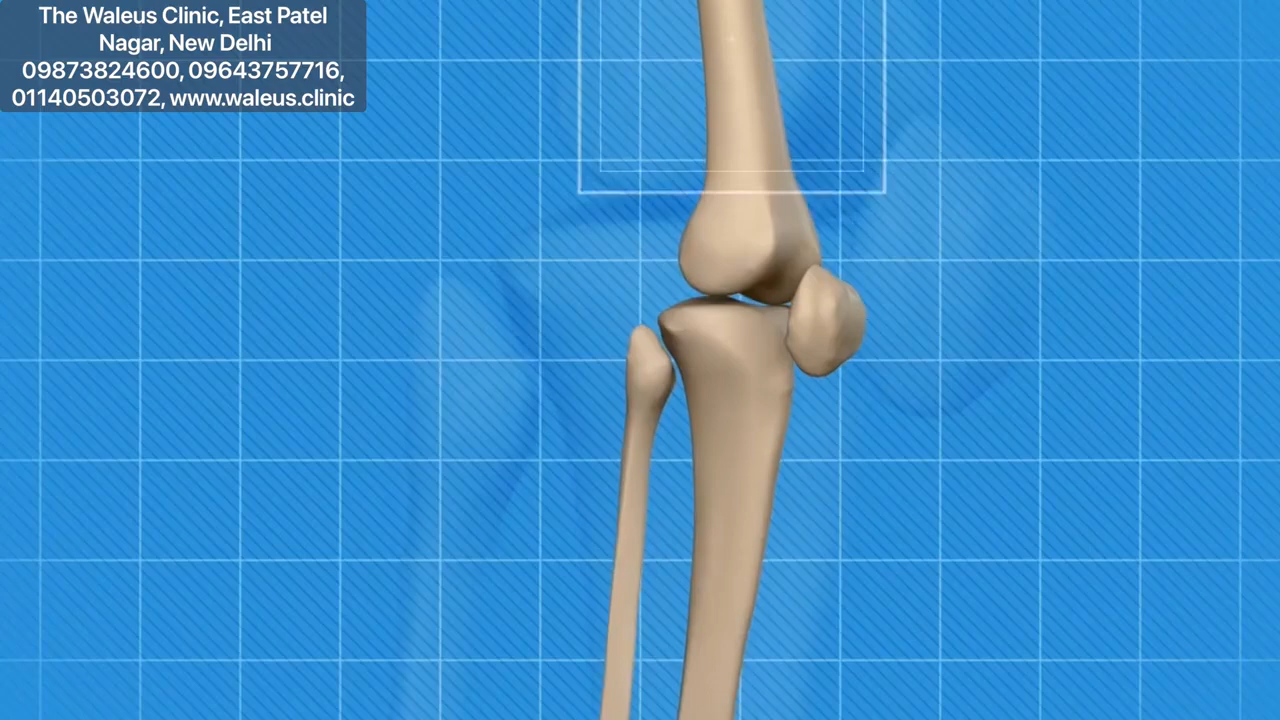 The Waleus Clinic, East Patel
Nagar, New Delhi
09873824600, 09643757716,
01140503072, www.waleus.clinic